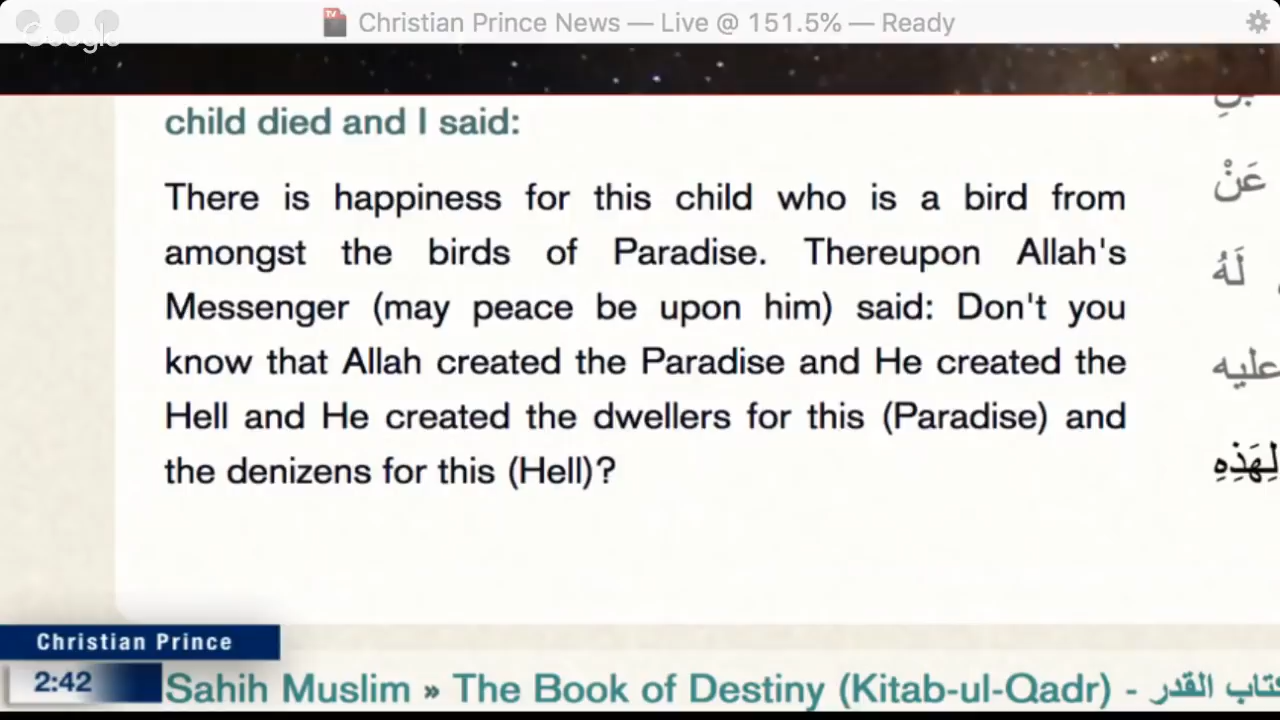 Christian Prince News — Live @ 151.5% — Ready
Google
child died and I said:
There is happiness for this child who is a bird from
amongst the birds of Paradise. Thereupon Allah's
Messenger (may peace be upon him) said: Don't you
know that Allah created the Paradise and He created the
Hell and He created the dwellers for this (Paradise) and
the denizens for this (Hell)?
عَنْ
لَهُ
عليه
لِهَذِهِ
Christian Prince
2:42
Sahih Muslim » The Book of Destiny (Kitab-ul-Qadr) - كتاب القدر